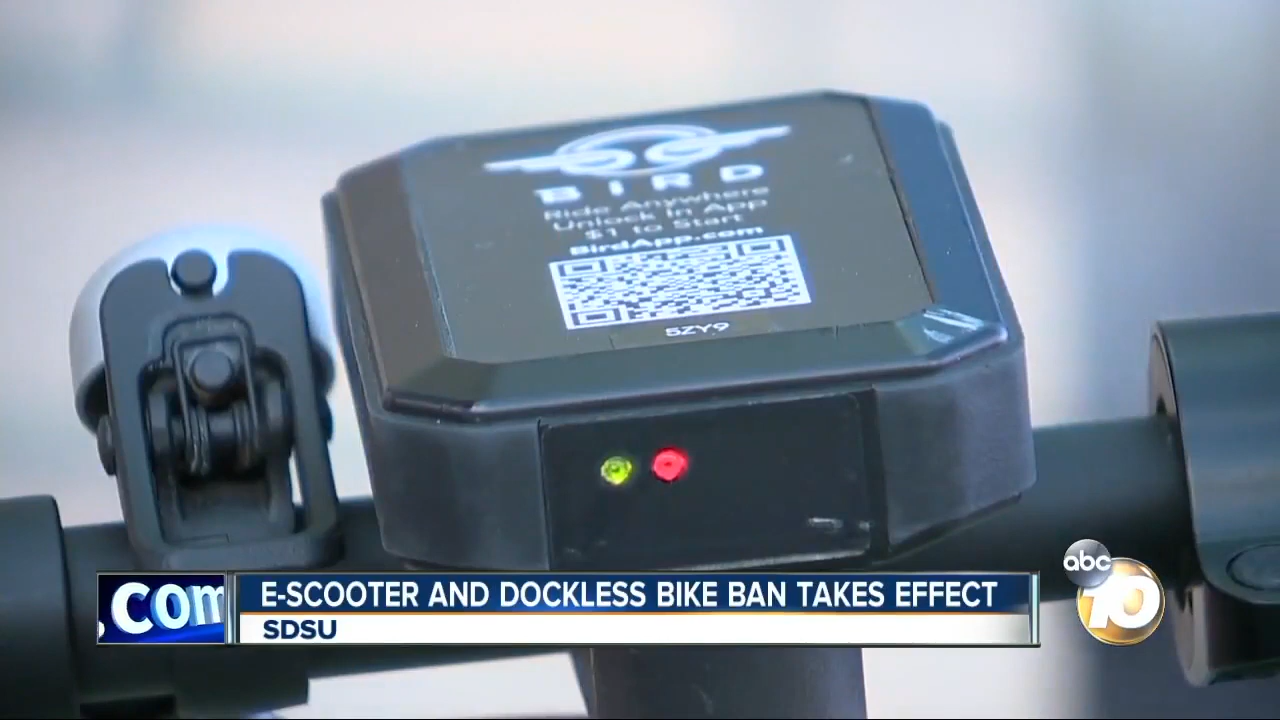 BIRD
Ride Anywhere
Unlock in App
$1 to Start
BirdApp.com
5ZY9
.COM
E-SCOOTER AND DOCKLESS BIKE BAN TAKES EFFECT
SDSU
abc
10